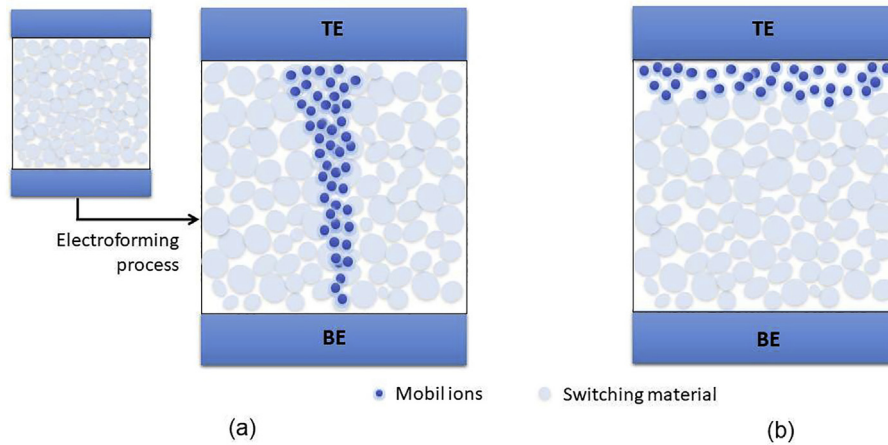 TE
TE
Electroforming
process
BE
BE
Mobil ions
Switching material
(a)
(b)